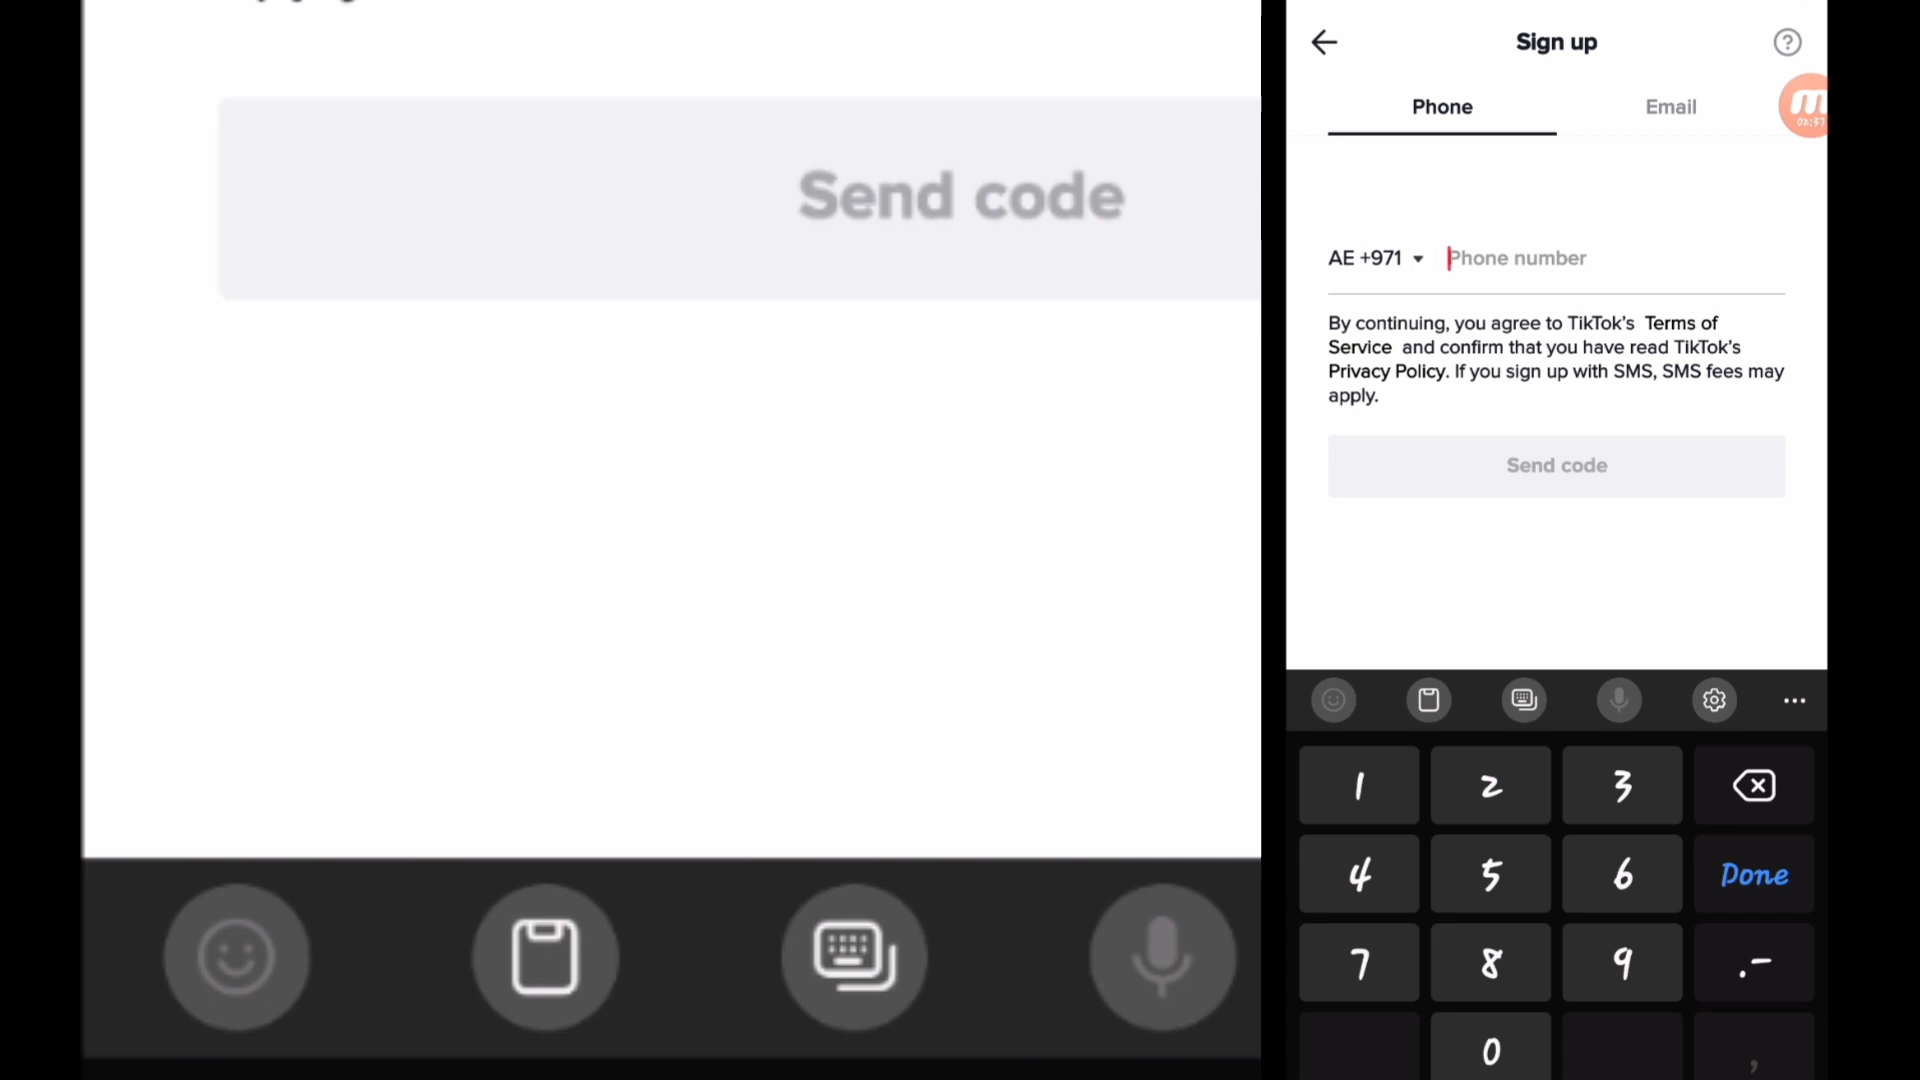 Send code
Sign up
?
Phone
Email
m
02:37
AE +971
Phone number
By continuing, you agree to TikTok's Terms of
Service and confirm that you have read TikTok's
Privacy Policy. If you sign up with SMS, SMS fees may
apply.
Send code
1
2
3
4
5
6
Done
7
8
9
.-
0
,